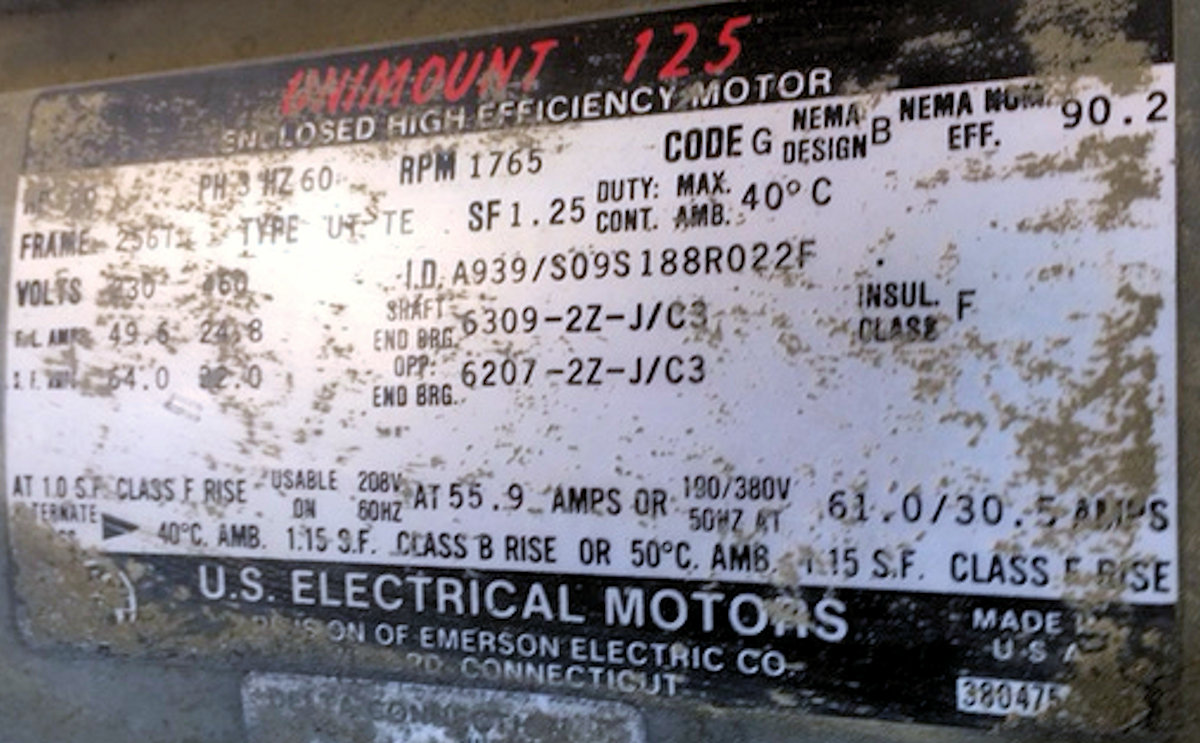 UNIMOUNT 125
ENCLOSED HIGH EFFICIENCY MOTOR
PH 3 HZ 60 RPM 1765 CODE G NEMA DESIGN B NEMA NOM. EFF. 90.2
FRAME 256T TYPE UT TE SF 1.25 DUTY: CONT. MAX. AMB. 40° C
VOLTS 230 460 I.D. A939/S09S188R022F
49.6 24.8 SHAFT END BRG. 6309-2Z-J/C3 INSUL. CLASS F
64.0 OPP. END BRG. 6207-2Z-J/C3
AT 1.0 S.F. CLASS F RISE USABLE ON 208V 60HZ AT 55.9 AMPS OR 190/380V 50HZ AT 61.0/30.5 AMPS
40°C. AMB. 1.15 S.F. CLASS B RISE OR 50°C. AMB. 1.15 S.F. CLASS F RISE
U.S. ELECTRICAL MOTORS
OF EMERSON ELECTRIC CO.
CONNECTICUT
MADE
U S A
380475